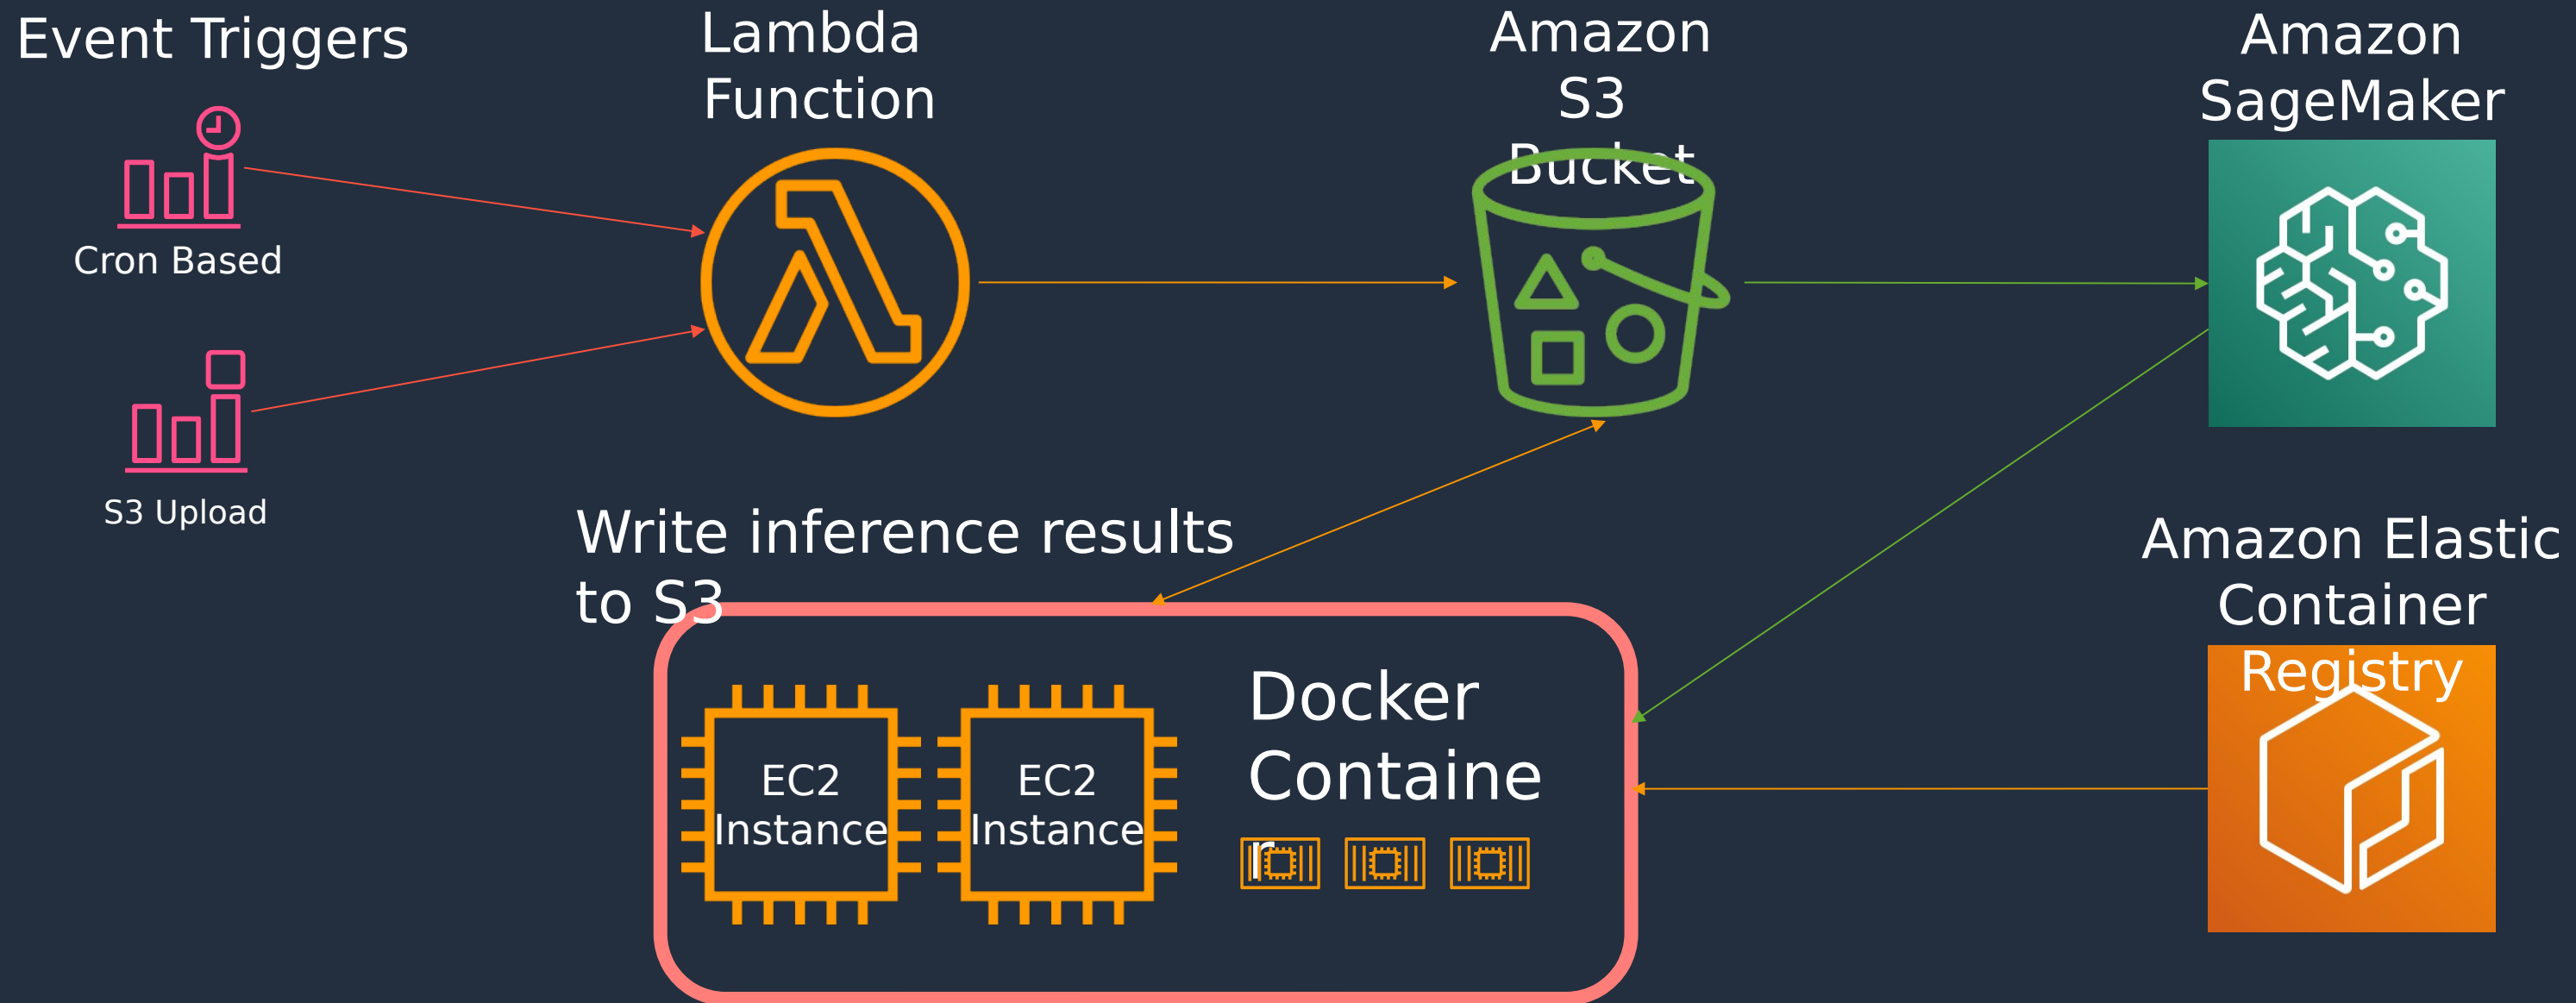 Event Triggers
Lambda
Function
Amazon
S3
Bucket
Amazon
SageMaker
Cron Based
S3 Upload
Write inference results
to S3
Amazon Elastic
Container
Registry
EC2
Instance
EC2
Instance
Docker
Containe
r